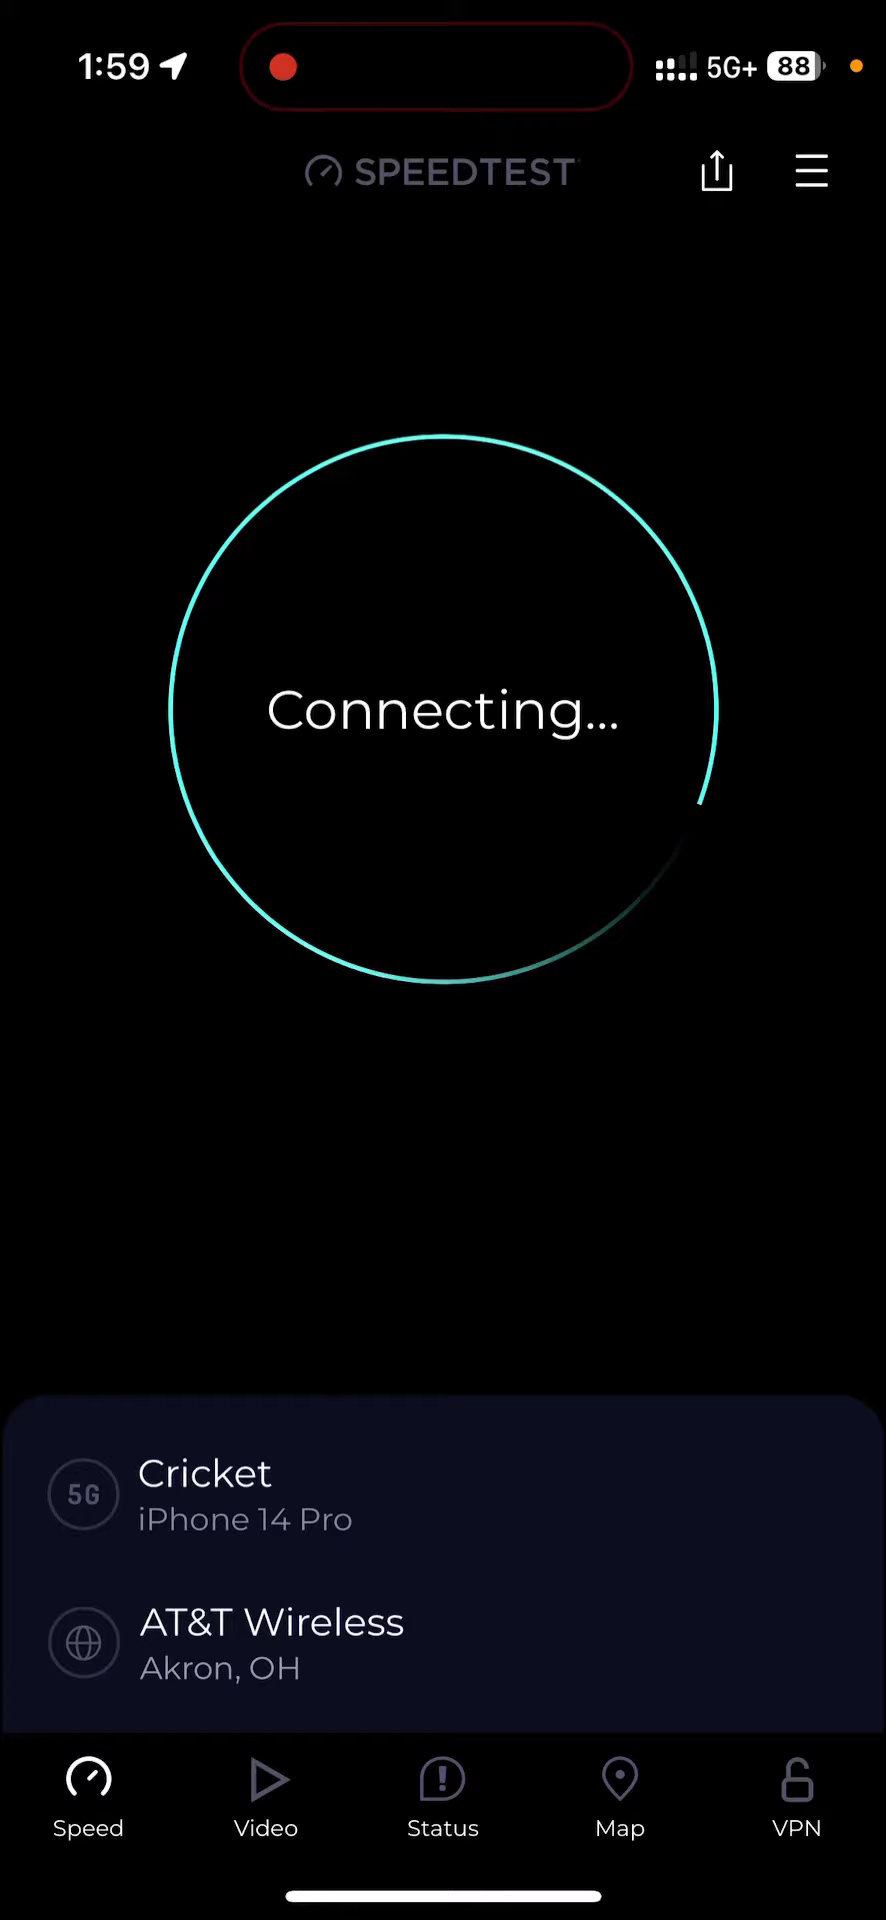 1:59 5G+ 88
SPEEDTEST
Connecting...
5G Cricket
iPhone 14 Pro
AT&T Wireless
Akron, OH
Speed Video Status Map VPN